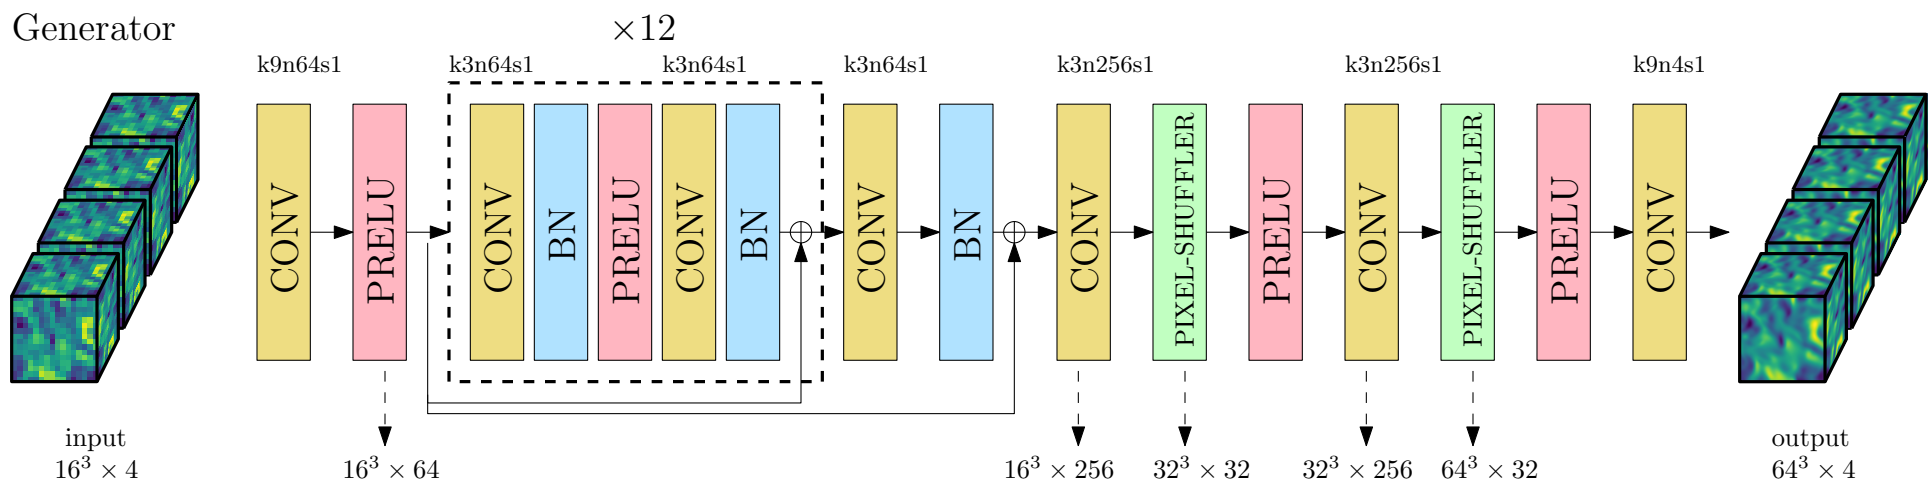 Generator
×12
k9n64s1 k3n64s1 k3n64s1 k3n64s1 k3n256s1 k3n256s1 k9n4s1
CONV PRELU CONV BN PRELU CONV BN CONV BN CONV PIXEL-SHUFFLER PRELU CONV PIXEL-SHUFFLER PRELU CONV
input output
16³ × 4 16³ × 64 16³ × 256 32³ × 32 32³ × 256 64³ × 32 64³ × 4